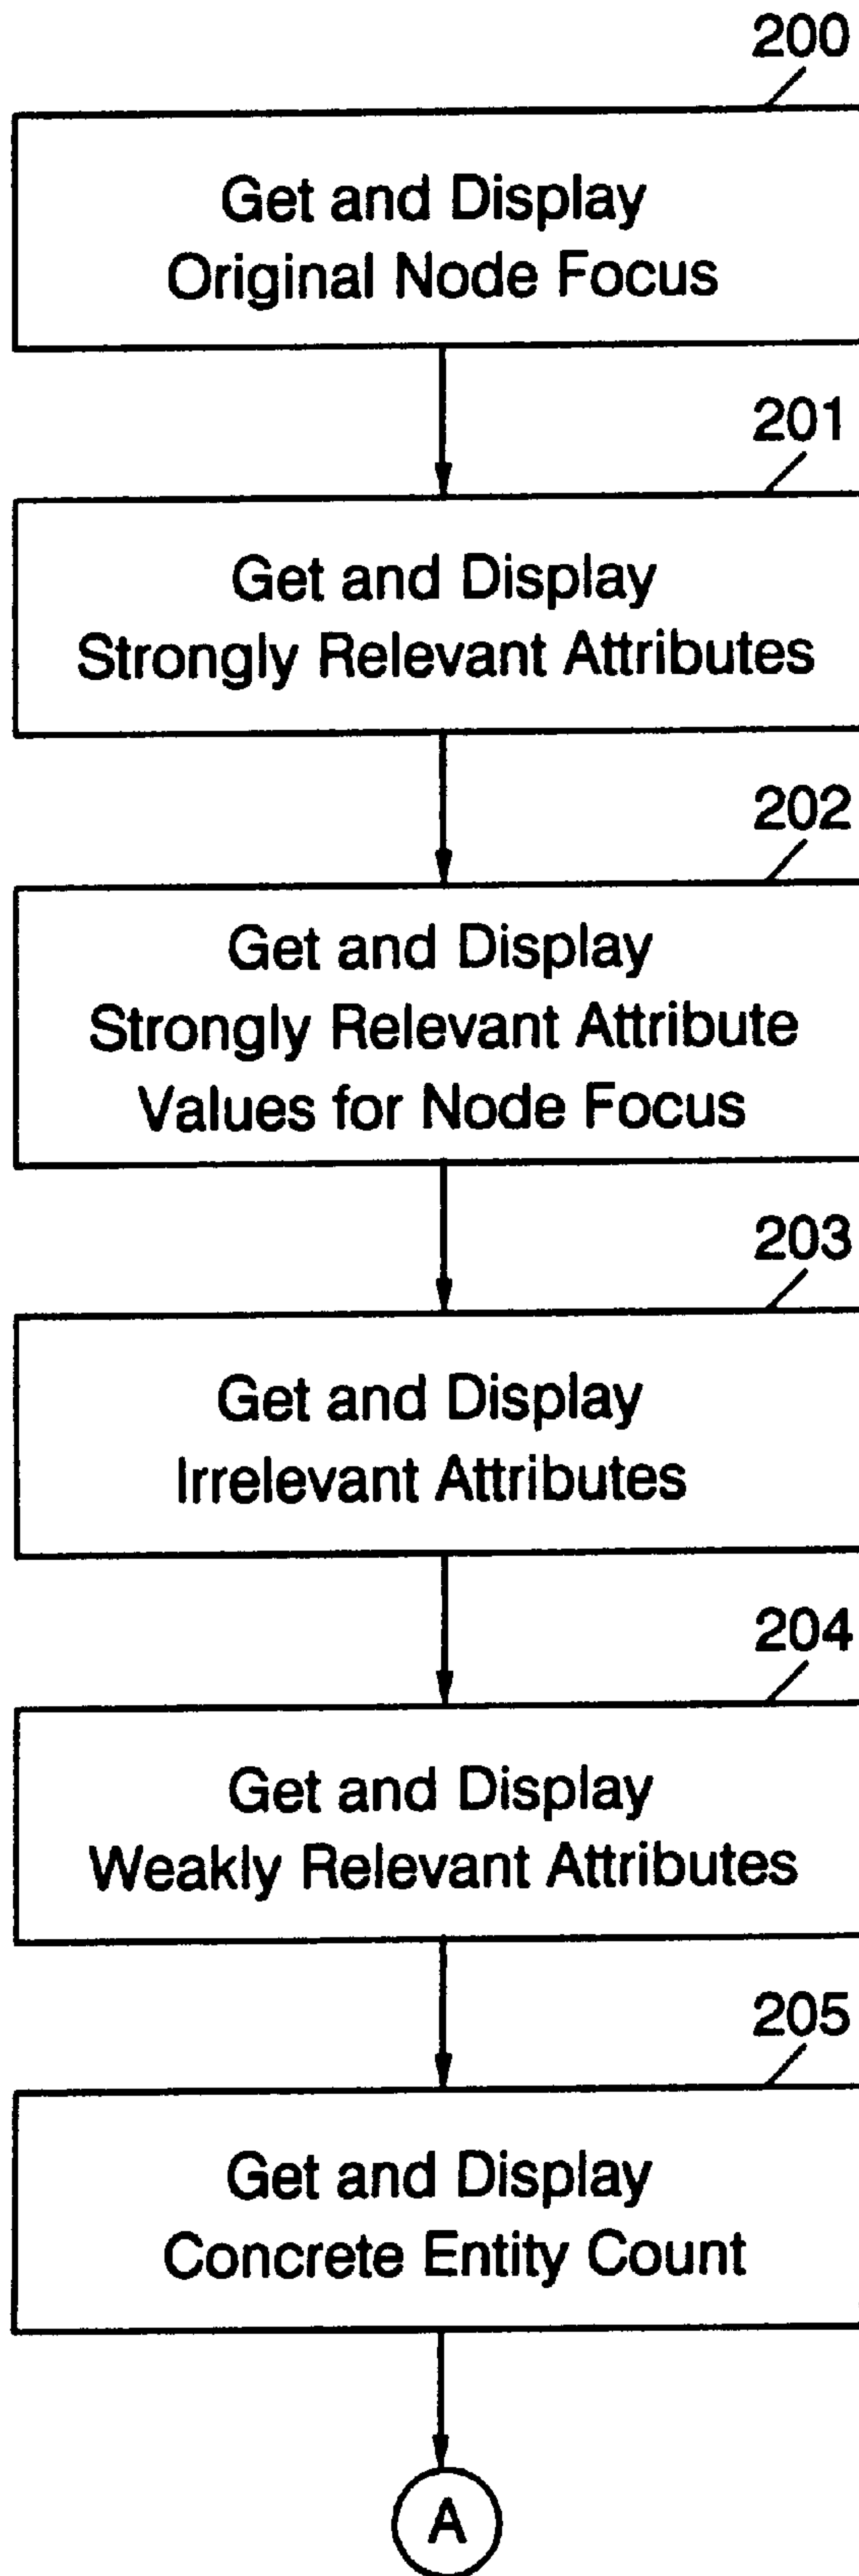 200
Get and Display
Original Node Focus
201
Get and Display
Strongly Relevant Attributes
202
Get and Display
Strongly Relevant Attribute
Values for Node Focus
203
Get and Display
Irrelevant Attributes
204
Get and Display
Weakly Relevant Attributes
205
Get and Display
Concrete Entity Count
A